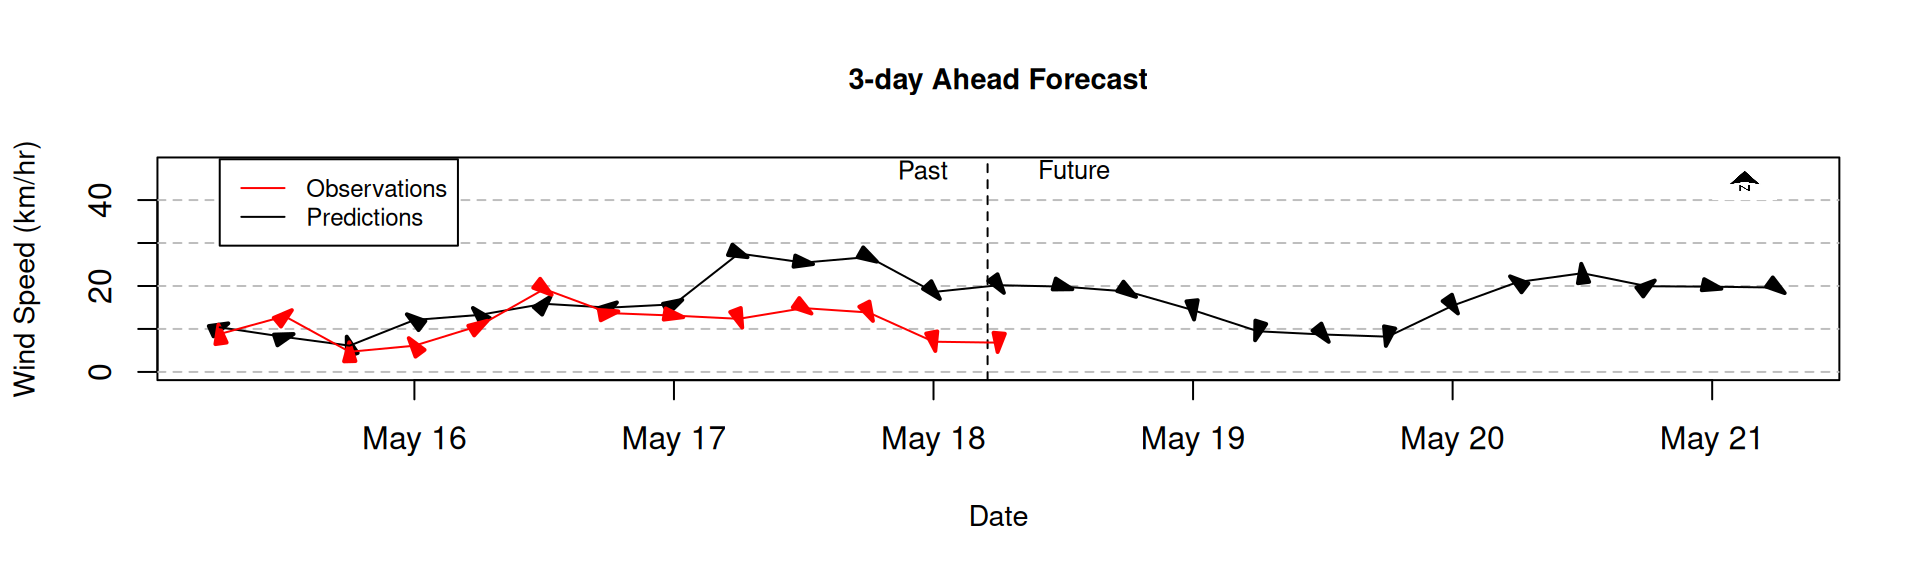 3-day Ahead Forecast
Wind Speed (km/hr)
0
20
40
Observations
Predictions
Past
Future
N
May 16
May 17
May 18
May 19
May 20
May 21
Date